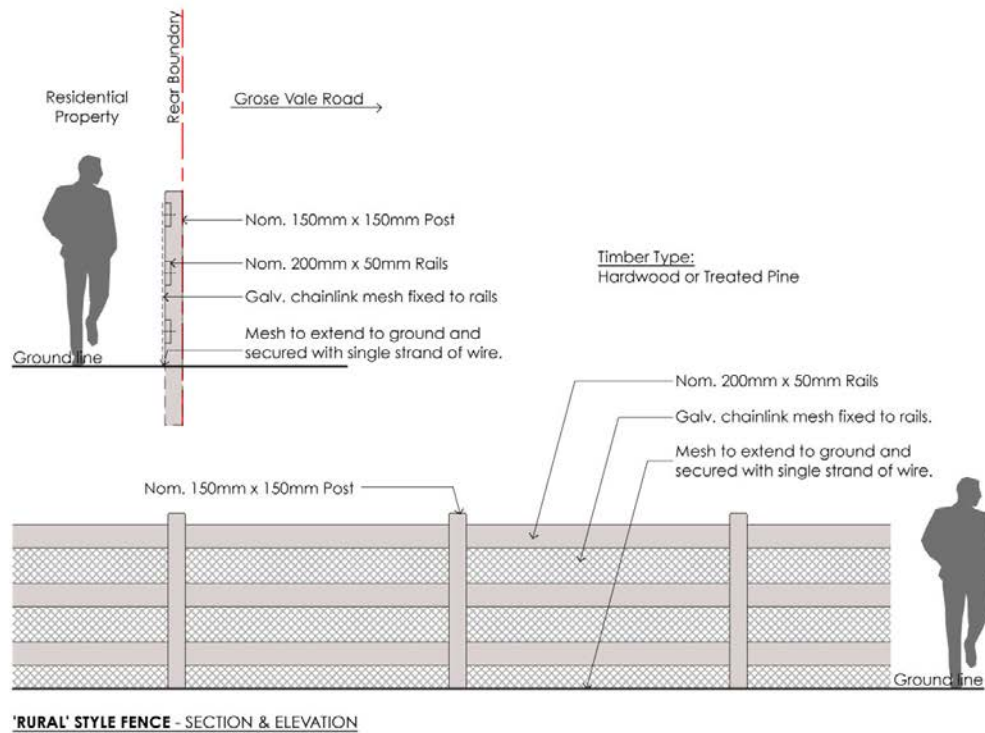 Residential
Property
Rear Boundary
Grose Vale Road
Nom. 150mm x 150mm Post
Nom. 200mm x 50mm Rails
Galv. chainlink mesh fixed to rails
Mesh to extend to ground and
secured with single strand of wire.
Ground line
Timber Type:
Hardwood or Treated Pine
Nom. 200mm x 50mm Rails
Galv. chainlink mesh fixed to rails.
Mesh to extend to ground and
secured with single strand of wire.
Nom. 150mm x 150mm Post
Ground line
'RURAL' STYLE FENCE - SECTION & ELEVATION